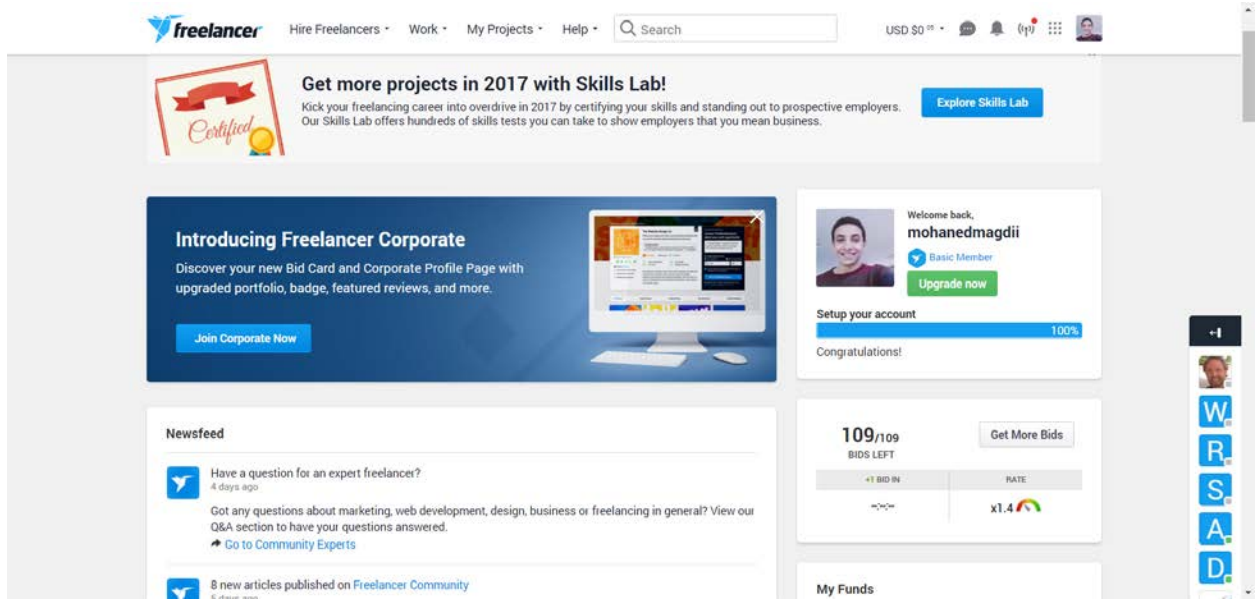 freelancer
Hire Freelancers
Work
My Projects
Help
Search
USD $0
Get more projects in 2017 with Skills Lab!
Kick your freelancing career into overdrive in 2017 by certifying your skills and standing out to prospective employers.
Our Skills Lab offers hundreds of skills tests you can take to show employers that you mean business.
Explore Skills Lab
Certified
Introducing Freelancer Corporate
Discover your new Bid Card and Corporate Profile Page with
upgraded portfolio, badge, featured reviews, and more.
Join Corporate Now
Welcome back,
mohanedmagdii
Basic Member
Upgrade now
Setup your account
100%
Congratulations!
Newsfeed
Have a question for an expert freelancer?
4 days ago
Got any questions about marketing, web development, design, business or freelancing in general? View our
Q&A section to have your questions answered.
Go to Community Experts
8 new articles published on Freelancer Community
5 days ago
109/109
BIDS LEFT
Get More Bids
+1 BID IN
RATE
--:--:--
x1.4
My Funds
W
R
S
A
D